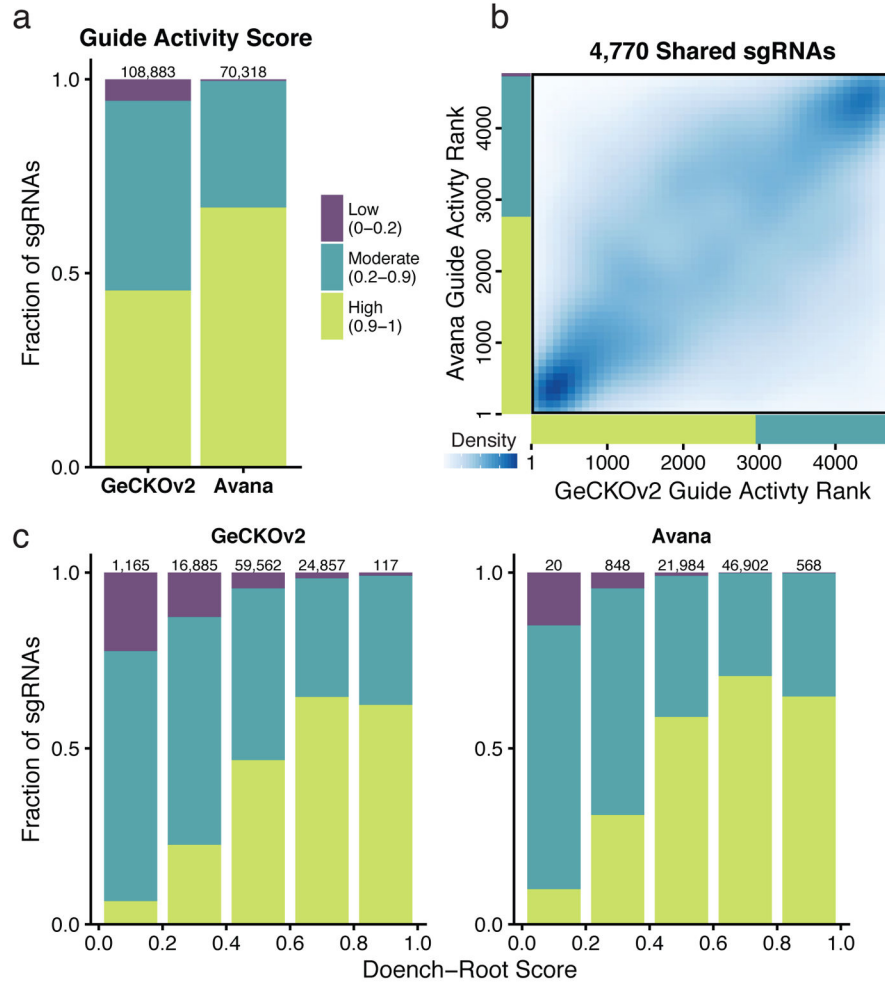 a
Guide Activity Score
108,883 70,318
1.0
0.5
0.0
Fraction of sgRNAs
GeCKOv2 Avana
Low
(0−0.2)
Moderate
(0.2−0.9)
High
(0.9−1)
b
4,770 Shared sgRNAs
Avana Guide Activty Rank
4000
3000
2000
1000
1
Density
1 1000 2000 3000 4000
GeCKOv2 Guide Activty Rank
c
GeCKOv2
1,165 16,885 59,562 24,857 117
1.0
0.5
0.0
Fraction of sgRNAs
0.0 0.2 0.4 0.6 0.8 1.0
Avana
20 848 21,984 46,902 568
1.0
0.5
0.0
0.0 0.2 0.4 0.6 0.8 1.0
Doench−Root Score